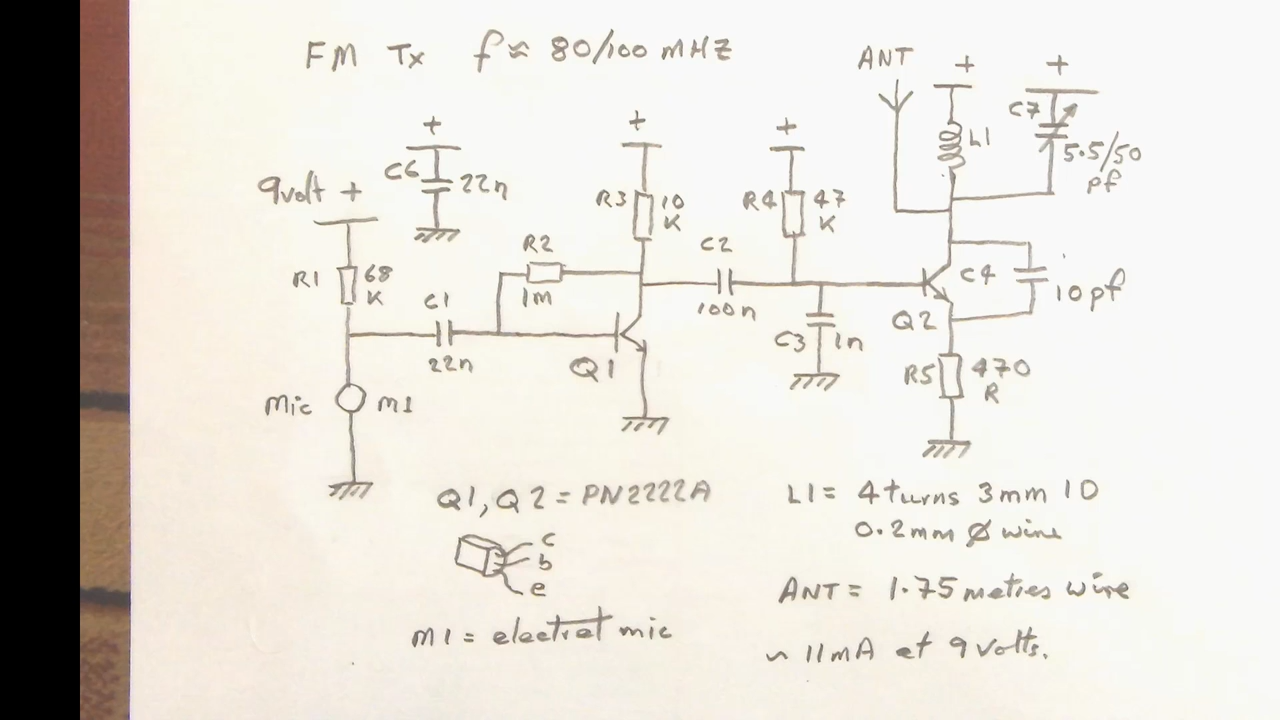 FM Tx f≈ 80/100 MHZ
ANT
+
+
C7
5.5/50
pf
L1
+
C6
22n
+
R3
10
K
+
R4
47
K
9volt +
R1
68
K
C1
22n
R2
1M
C2
100n
C3
1n
Q1
Q2
C4
10pf
R5
470
R
Mic
M1
Q1, Q2 = PN2222A
c
b
e
M1 = electret mic
L1 = 4 turns 3mm ID
0.2mm Ø wire
ANT = 1.75 metres wire
~ 11mA at 9 volts.